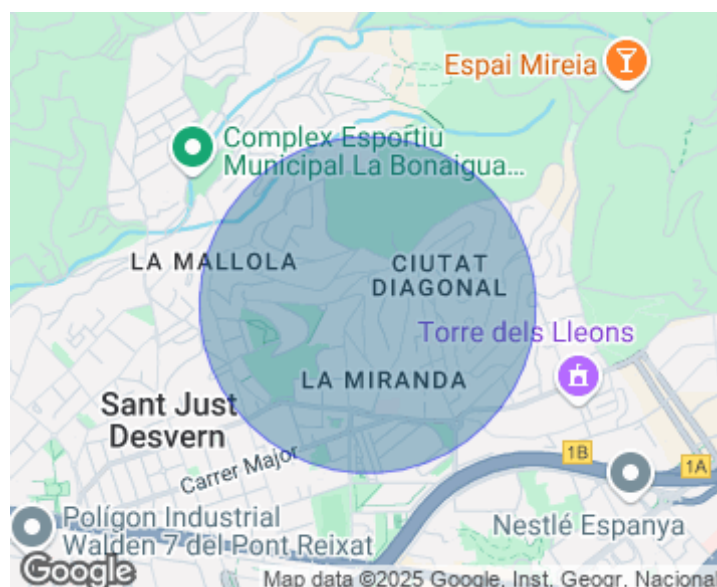 Espai Mireia
Complex Esportiu
Municipal La Bonaigua...
LA MALLOLA
CIUTAT
DIAGONAL
Torre dels Lleons
LA MIRANDA
Sant Just
Desvern
Carrer Major
1B
1A
Polígon Industrial
Walden 7 del Pont Reixat
Nestlé Espanya
Google
Map data ©2025 Google, Inst. Geogr. Nacional